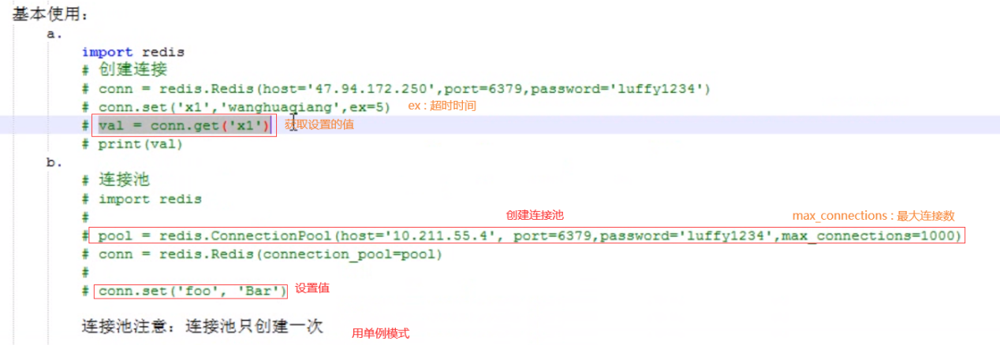 基本使用：
a.
import redis
# 创建连接
# conn = redis.Redis(host='47.94.172.250',port=6379,password='luffy1234')
# conn.set('x1','wanghuaqiang',ex=5) ex : 超时时间
# val = conn.get('x1') 获取设置的值
# print(val)
b.
# 连接池
# import redis
#
创建连接池 max_connections : 最大连接数
# pool = redis.ConnectionPool(host='10.211.55.4', port=6379,password='luffy1234',max_connections=1000)
# conn = redis.Redis(connection_pool=pool)
#
# conn.set('foo', 'Bar') 设置值
连接池注意：连接池只创建一次 用单例模式